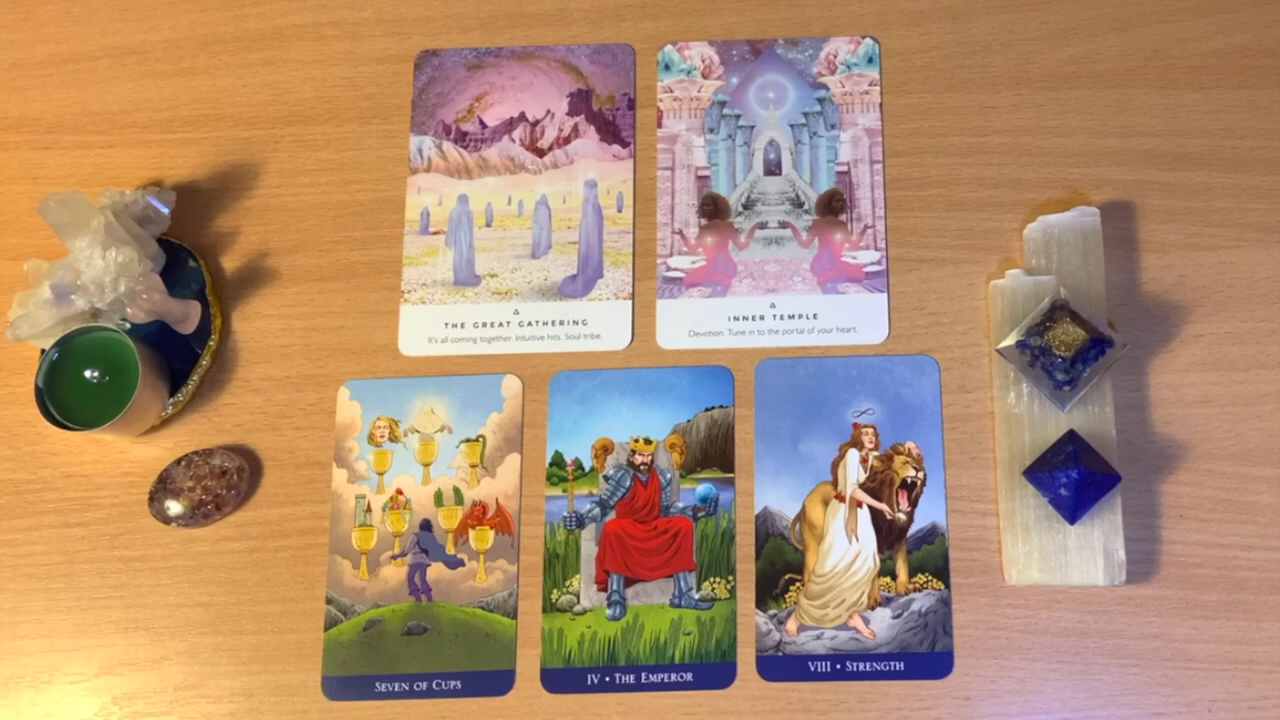 THE GREAT GATHERING
It's all coming together. Intuitive hits. Soul tribe.
INNER TEMPLE
Devotion. Tune in to the portal of your heart.
SEVEN OF CUPS
IV • THE EMPEROR
VIII • STRENGTH